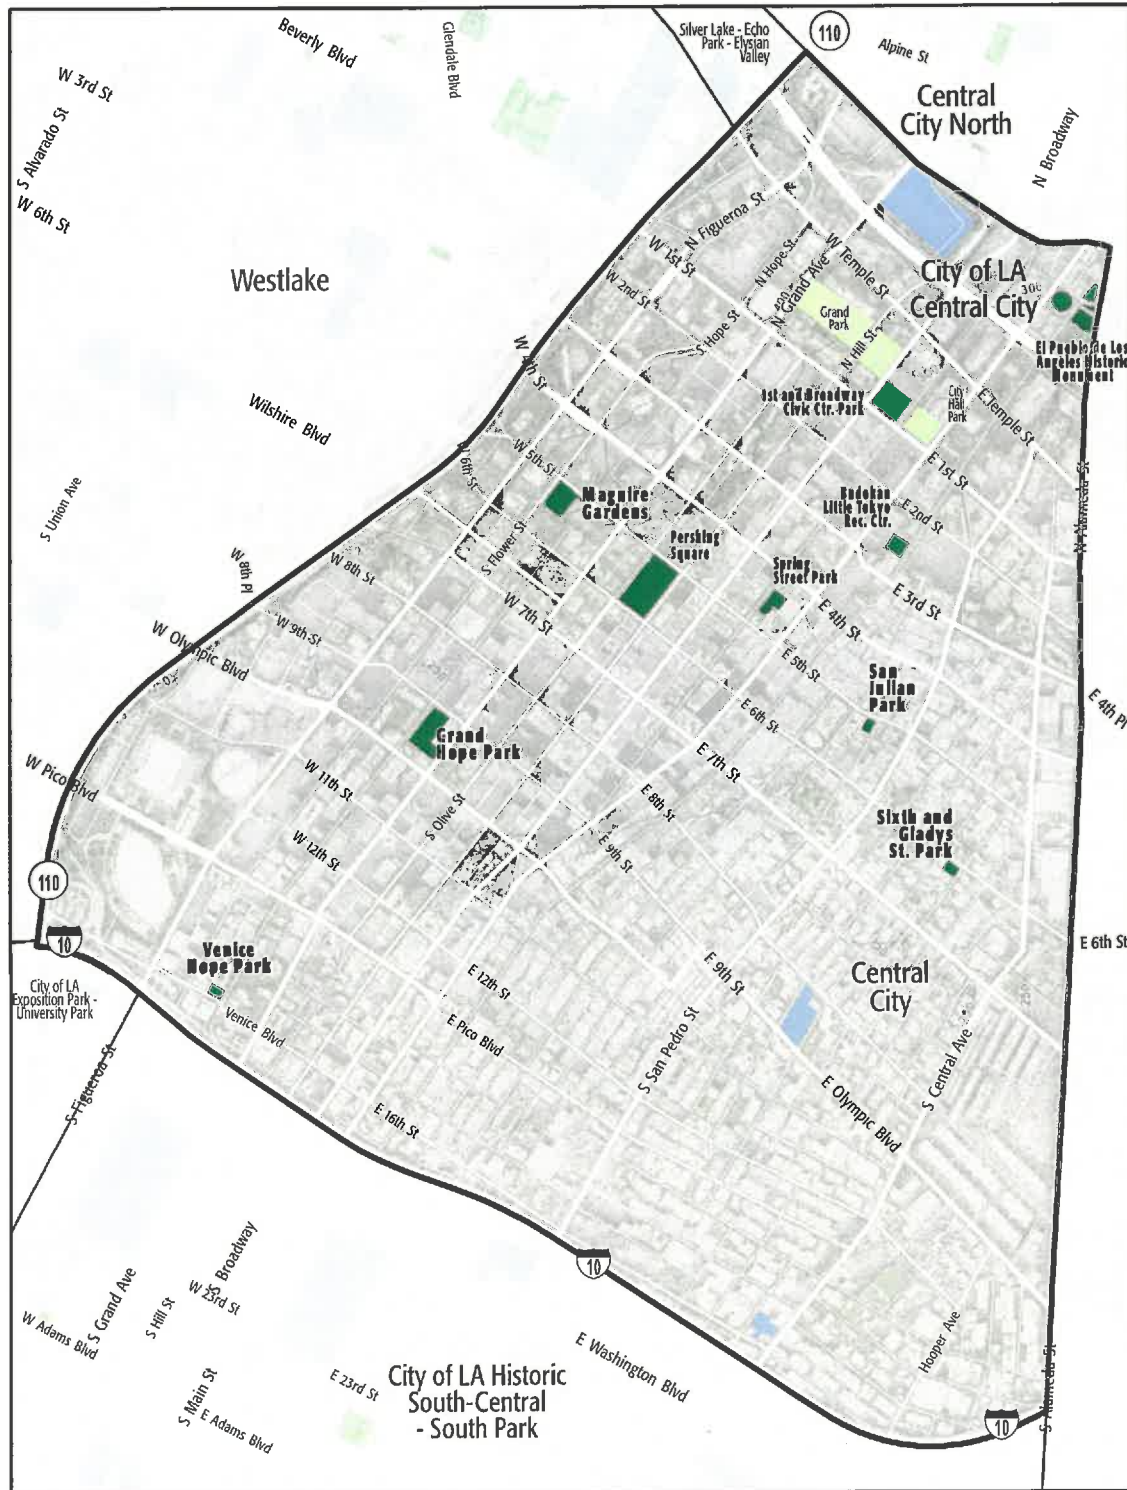 Beverly Blvd
Glendale Blvd
Silver Lake - Echo
Park - Elysian
Valley
110
Alpine St
W 3rd St
Central
City North
S Alvarado St
N Broadway
W 6th St
N Figueroa St
W 1st St
N Hope St
W Temple St
Westlake
W 2nd St
N Grand Ave
City of LA
Central City
300
Grand
Park
S Hope St
N Hill St
El Pueblo de Los
Angeles Historic
Monument
W 4th St
1st and Broadway
Civic Ctr. Park
City
Hall
Park
E Temple St
Wilshire Blvd
W 6th St
W 5th St
E 1st St
S Union Ave
Maguire
Gardens
Budokan
Little Tokyo
Rec. Ctr.
E 2nd St
N Alameda St
S Flower St
Pershing
Square
W 8th Pl
W 8th St
Spring
Street Park
E 3rd St
W 7th St
E 4th St
W 9th St
W Olympic Blvd
E 5th St
San
Julian
Park
E 4th Pl
E 6th St
Grand
Hope Park
E 7th St
W Pico Blvd
W 11th St
S Olive St
E 8th St
Sixth and
Gladys
St. Park
W 12th St
E 9th St
110
10
Venice
Hope Park
E 6th St
City of LA
Exposition Park -
University Park
E 12th St
E 9th St
Central
City
Venice Blvd
E Pico Blvd
S San Pedro St
S Central Ave
S Figueroa St
E Olympic Blvd
E 16th St
10
S Broadway
S Grand Ave
S Hill St
W 23rd St
W Adams Blvd
Hooper Ave
E Washington Blvd
City of LA Historic
South-Central
- South Park
E 23rd St
S Main St
E Adams Blvd
10
S Alameda St